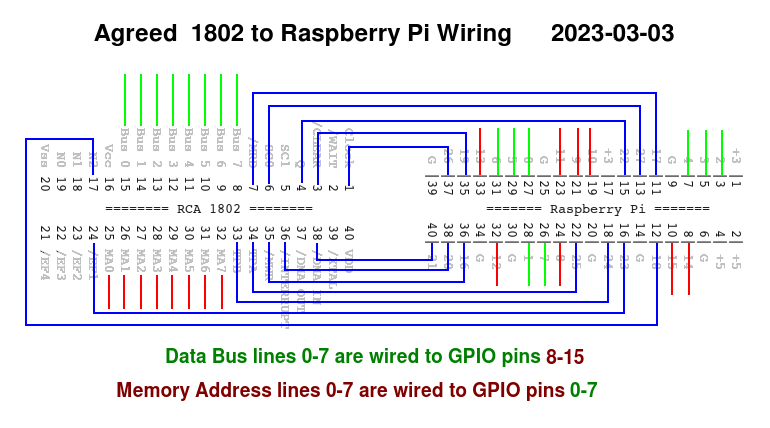 Agreed 1802 to Raspberry Pi Wiring 2023-03-03
Vss N0 N1 N2 Vcc Bus 0 Bus 1 Bus 2 Bus 3 Bus 4 Bus 5 Bus 6 Bus 7 /MRD SC0 SC1 Q /CLEAR /WAIT Clock
G 26 19 13 6 5 0 G 11 9 10 +3 22 27 17 G 4 3 2 +3
20 19 18 17 16 15 14 13 12 11 10 9 8 7 6 5 4 3 2 1
39 37 35 33 31 29 27 25 23 21 19 17 15 13 11 9 7 5 3 1
======== RCA 1802 ========
======= Raspberry Pi =======
21 22 23 24 25 26 27 28 29 30 31 32 33 34 35 36 37 38 39 40
40 38 36 34 32 30 28 26 24 22 20 18 16 14 12 10 8 6 4 2
/EF4 /EF3 /EF2 /EF1 MA0 MA1 MA2 MA3 MA4 MA5 MA6 MA7 TPB TPA /MWR /INTERRUPT /DMA OUT /DMA IN /XTAL VDD
21 20 16 G 12 G 1 7 8 25 G 24 23 G 18 15 14 G +5 +5
Data Bus lines 0-7 are wired to GPIO pins 8-15
Memory Address lines 0-7 are wired to GPIO pins 0-7